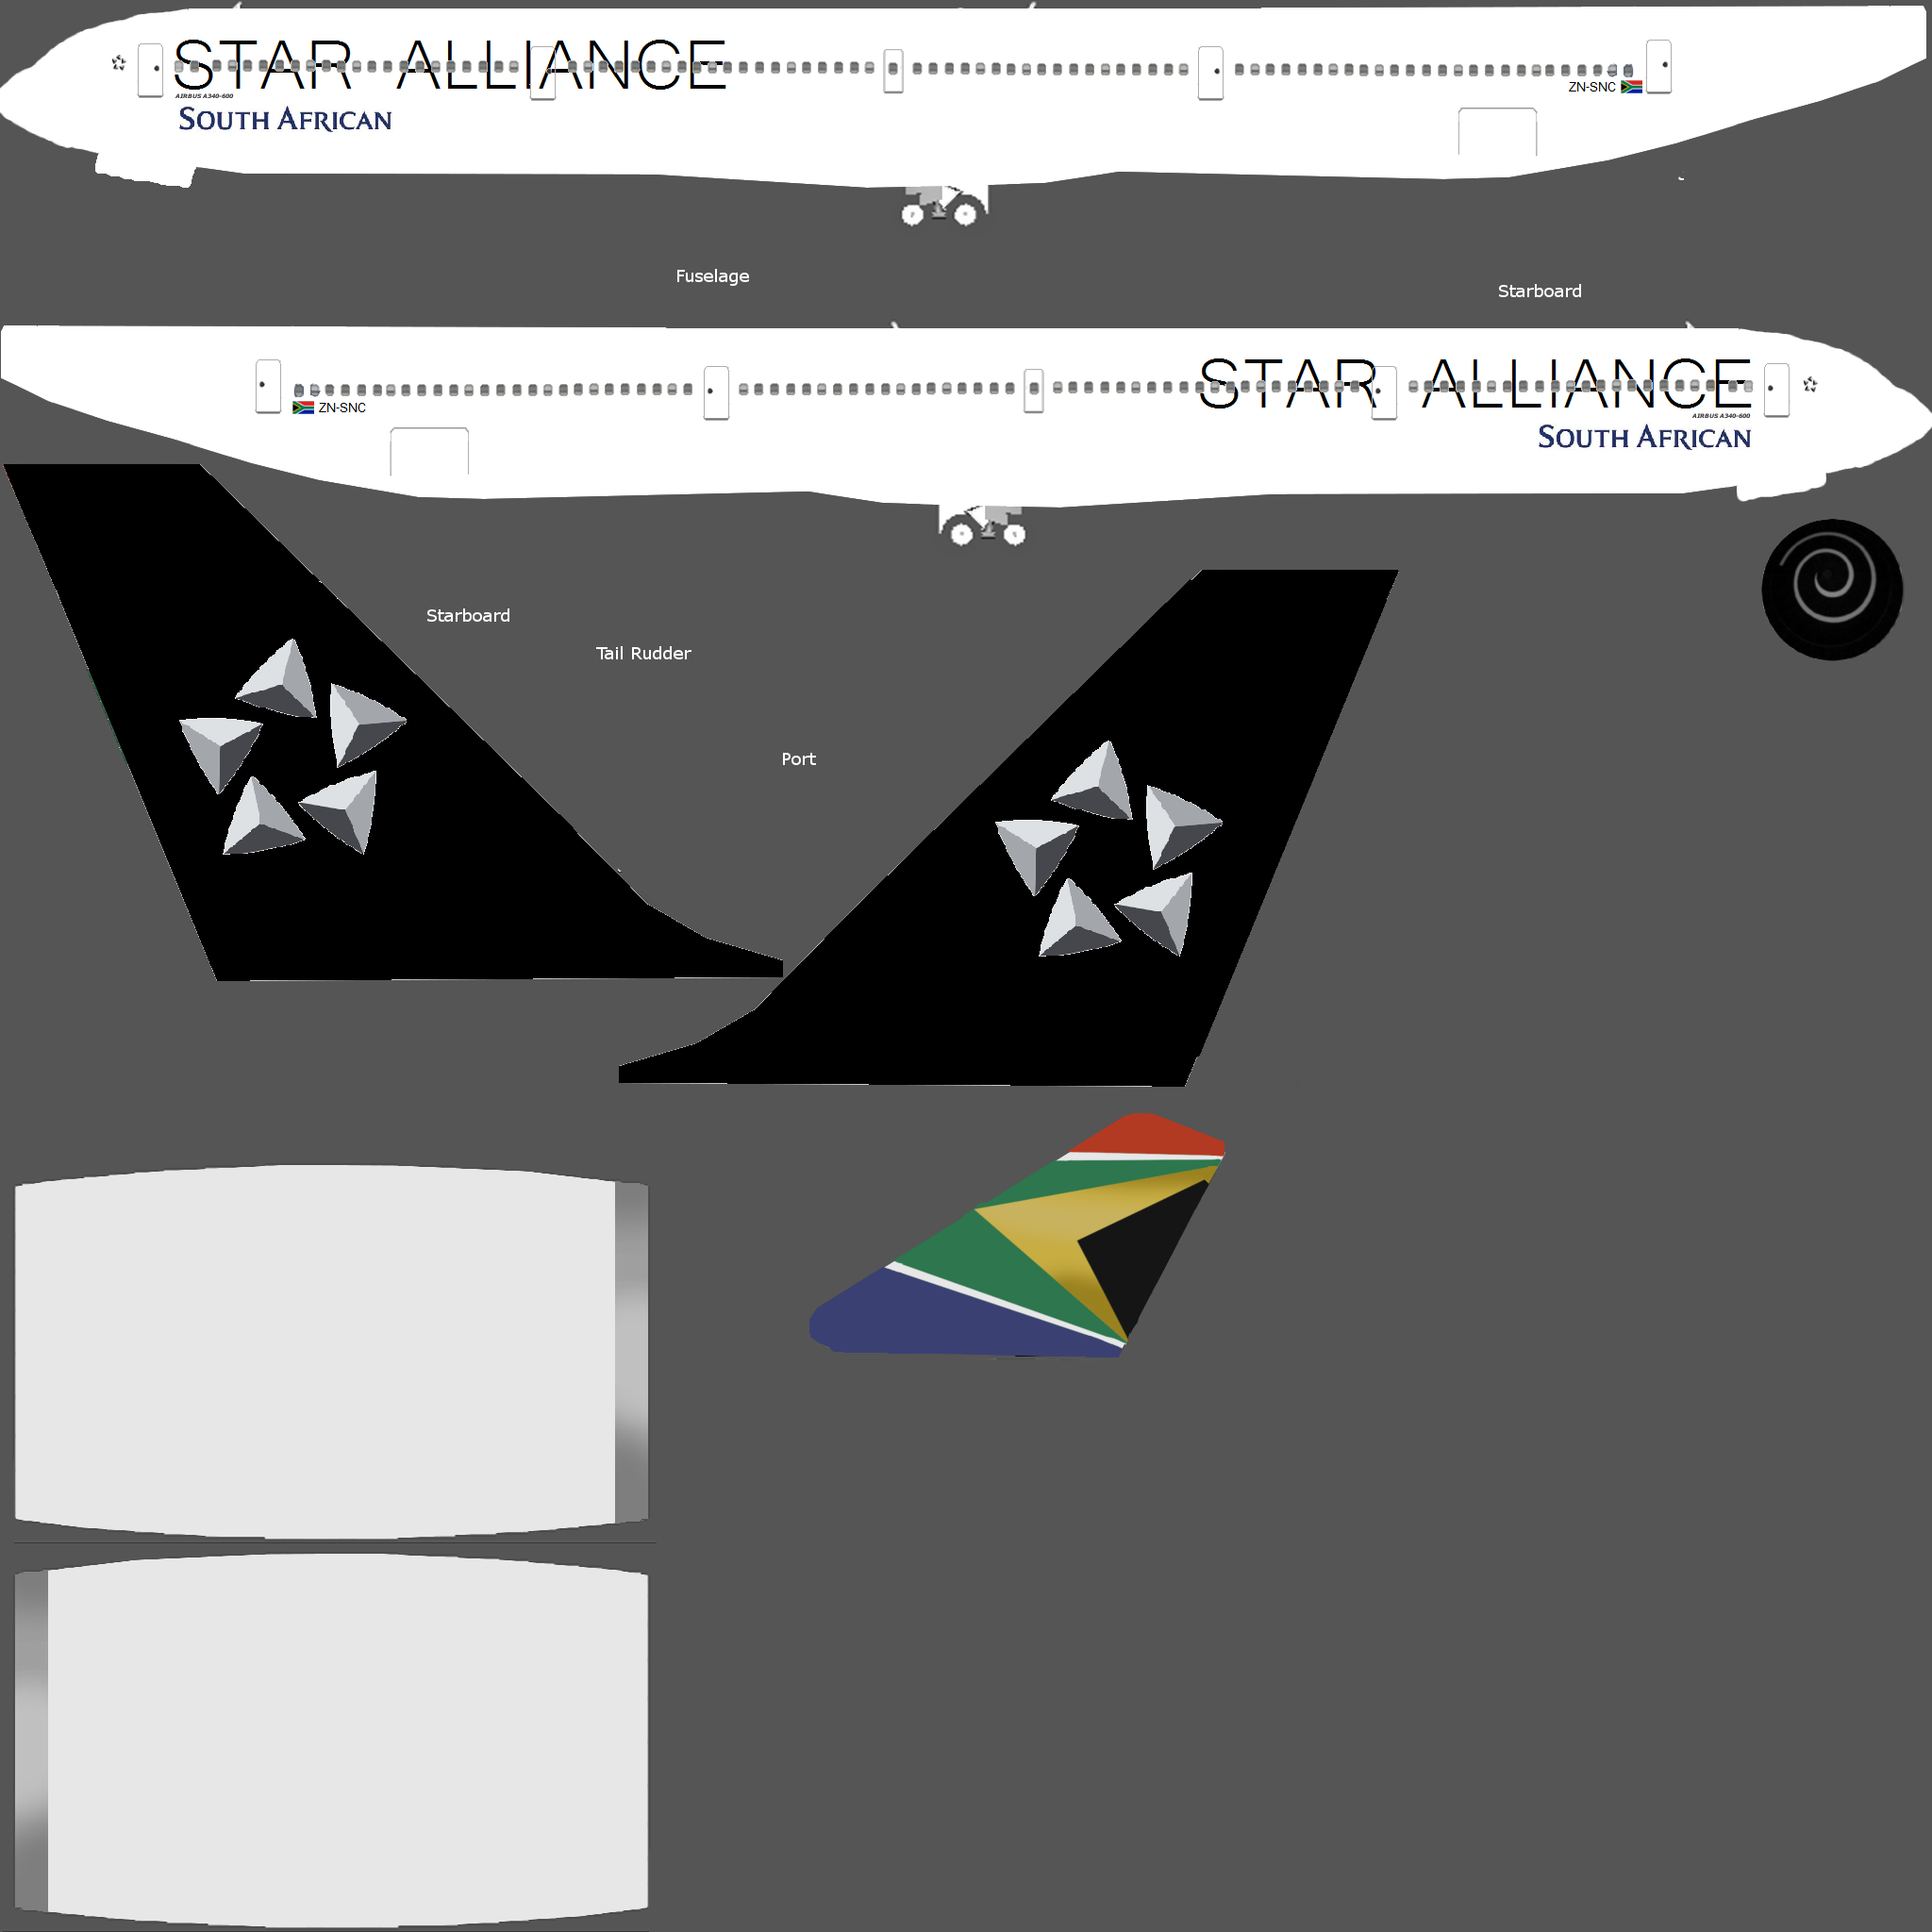 STAR ALLIANCE
AIRBUS A340-600
SOUTH AFRICAN
ZN-SNC
Fuselage
Starboard
STAR ALLIANCE
AIRBUS A340-600
SOUTH AFRICAN
ZN-SNC
Starboard
Tail Rudder
Port